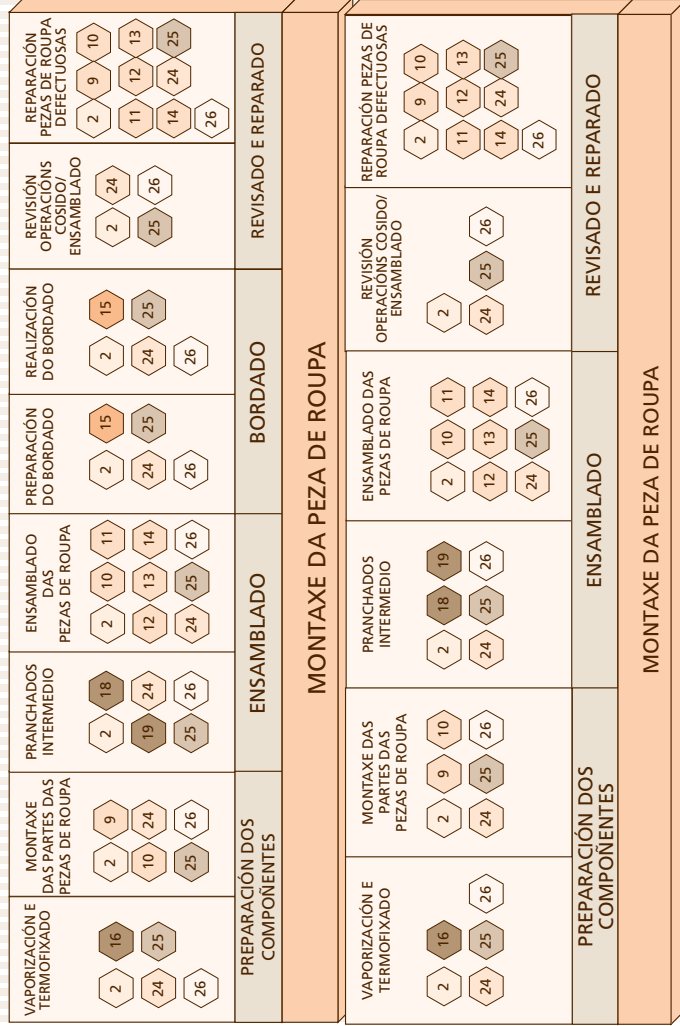 VAPORIZACIÓN E
TERMOFIXADO
2 16
24 25
26
MONTAXE
DAS PARTES DAS
PEZAS DE ROUPA
2 9
10 24
25 26
PREPARACIÓN DOS
COMPOÑENTES
PRANCHADOS
INTERMEDIO
2 18
19 24
25 26
ENSAMBLADO
DAS
PEZAS DE ROUPA
2 10 11
12 13 14
24 25 26
ENSAMBLADO
PREPARACIÓN
DO BORDADO
2 15
24 25
26
REALIZACIÓN
DO BORDADO
2 15
24 25
26
BORDADO
REVISIÓN
OPERACIÓNS
COSIDO/
ENSAMBLADO
2 24
25 26
REPARACIÓN
PEZAS DE ROUPA
DEFECTUOSAS
2 9 10
11 12 13
14 24 25
26
REVISADO E REPARADO
MONTAXE DA PEZA DE ROUPA
VAPORIZACIÓN E
TERMOFIXADO
2 16
24 25 26
MONTAXE DAS
PARTES DAS
PEZAS DE ROUPA
2 9 10
24 25 26
PREPARACIÓN DOS
COMPOÑENTES
PRANCHADOS
INTERMEDIO
2 18 19
24 25 26
ENSAMBLADO DAS
PEZAS DE ROUPA
2 10 11
12 13 14
24 25 26
ENSAMBLADO
REVISIÓN
OPERACIÓNS COSIDO/
ENSAMBLADO
2
24 25 26
REPARACIÓN PEZAS DE
ROUPA DEFECTUOSAS
2 9 10
11 12 13
14 24 25
26
REVISADO E REPARADO
MONTAXE DA PEZA DE ROUPA